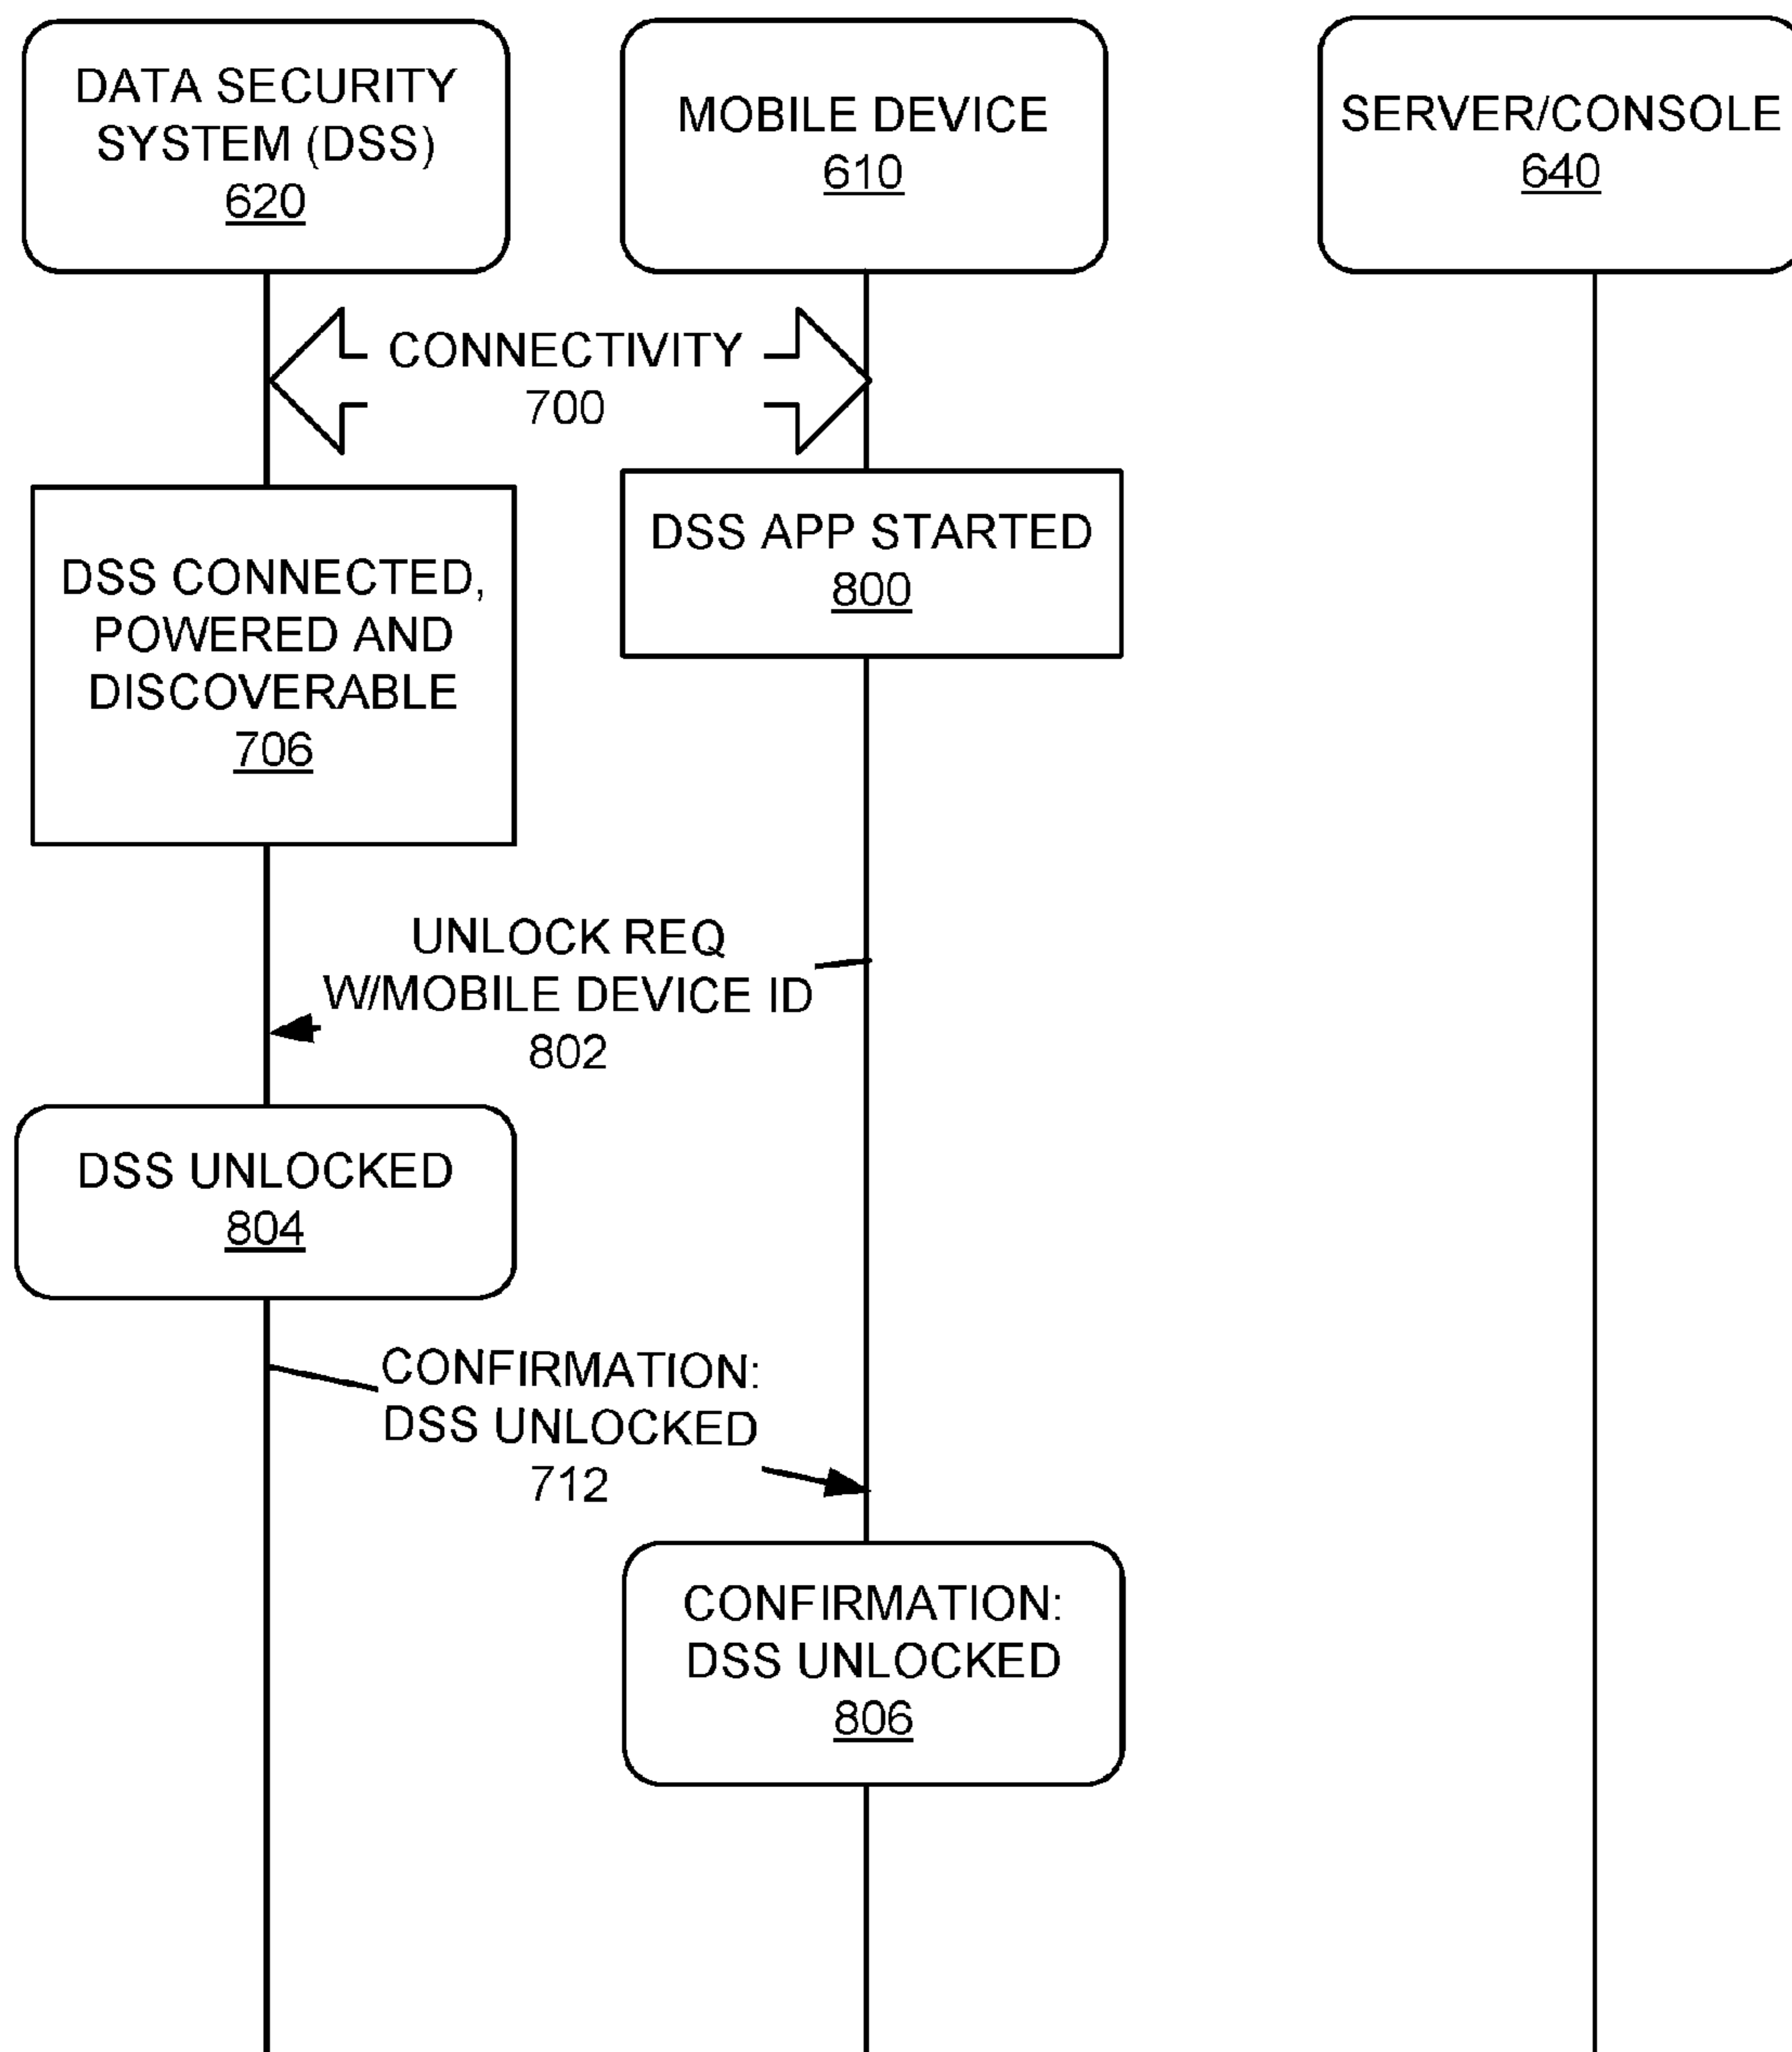 DATA SECURITY
SYSTEM (DSS)
620
MOBILE DEVICE
610
SERVER/CONSOLE
640
CONNECTIVITY
700
DSS CONNECTED,
POWERED AND
DISCOVERABLE
706
DSS APP STARTED
800
UNLOCK REQ
W/MOBILE DEVICE ID
802
DSS UNLOCKED
804
CONFIRMATION:
DSS UNLOCKED
712
CONFIRMATION:
DSS UNLOCKED
806